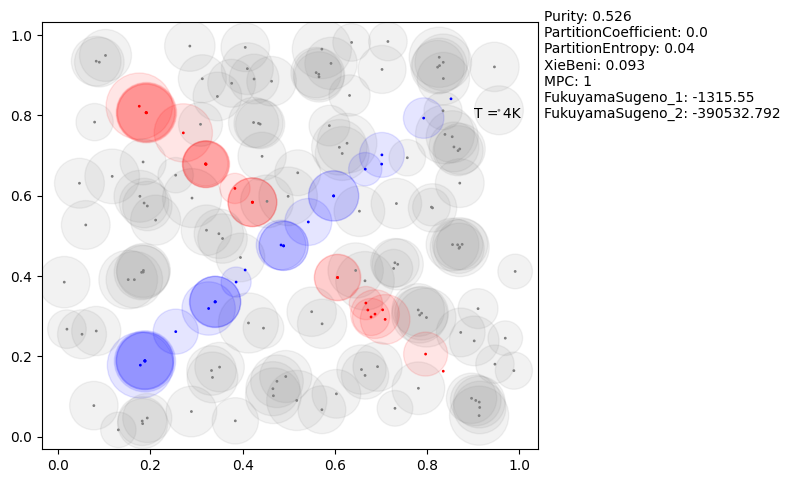 Purity: 0.526
PartitionCoefficient: 0.0
PartitionEntropy: 0.04
XieBeni: 0.093
MPC: 1
FukuyamaSugeno_1: -1315.55
FukuyamaSugeno_2: -390532.792
T = 4K
1.0
0.8
0.6
0.4
0.2
0.0
0.0 0.2 0.4 0.6 0.8 1.0